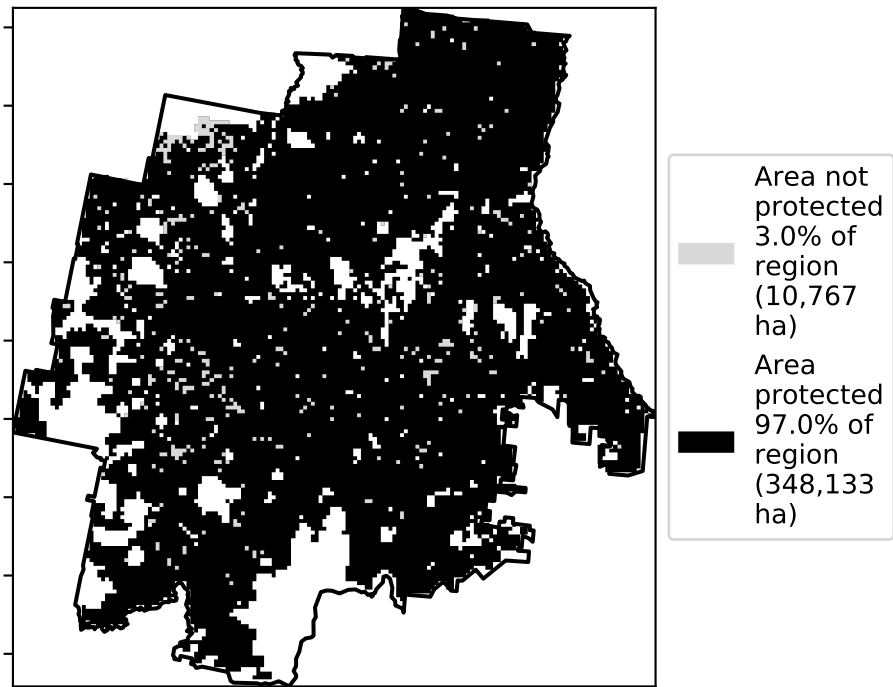 Area not
protected
3.0% of
region
(10,767
ha)
Area
protected
97.0% of
region
(348,133
ha)